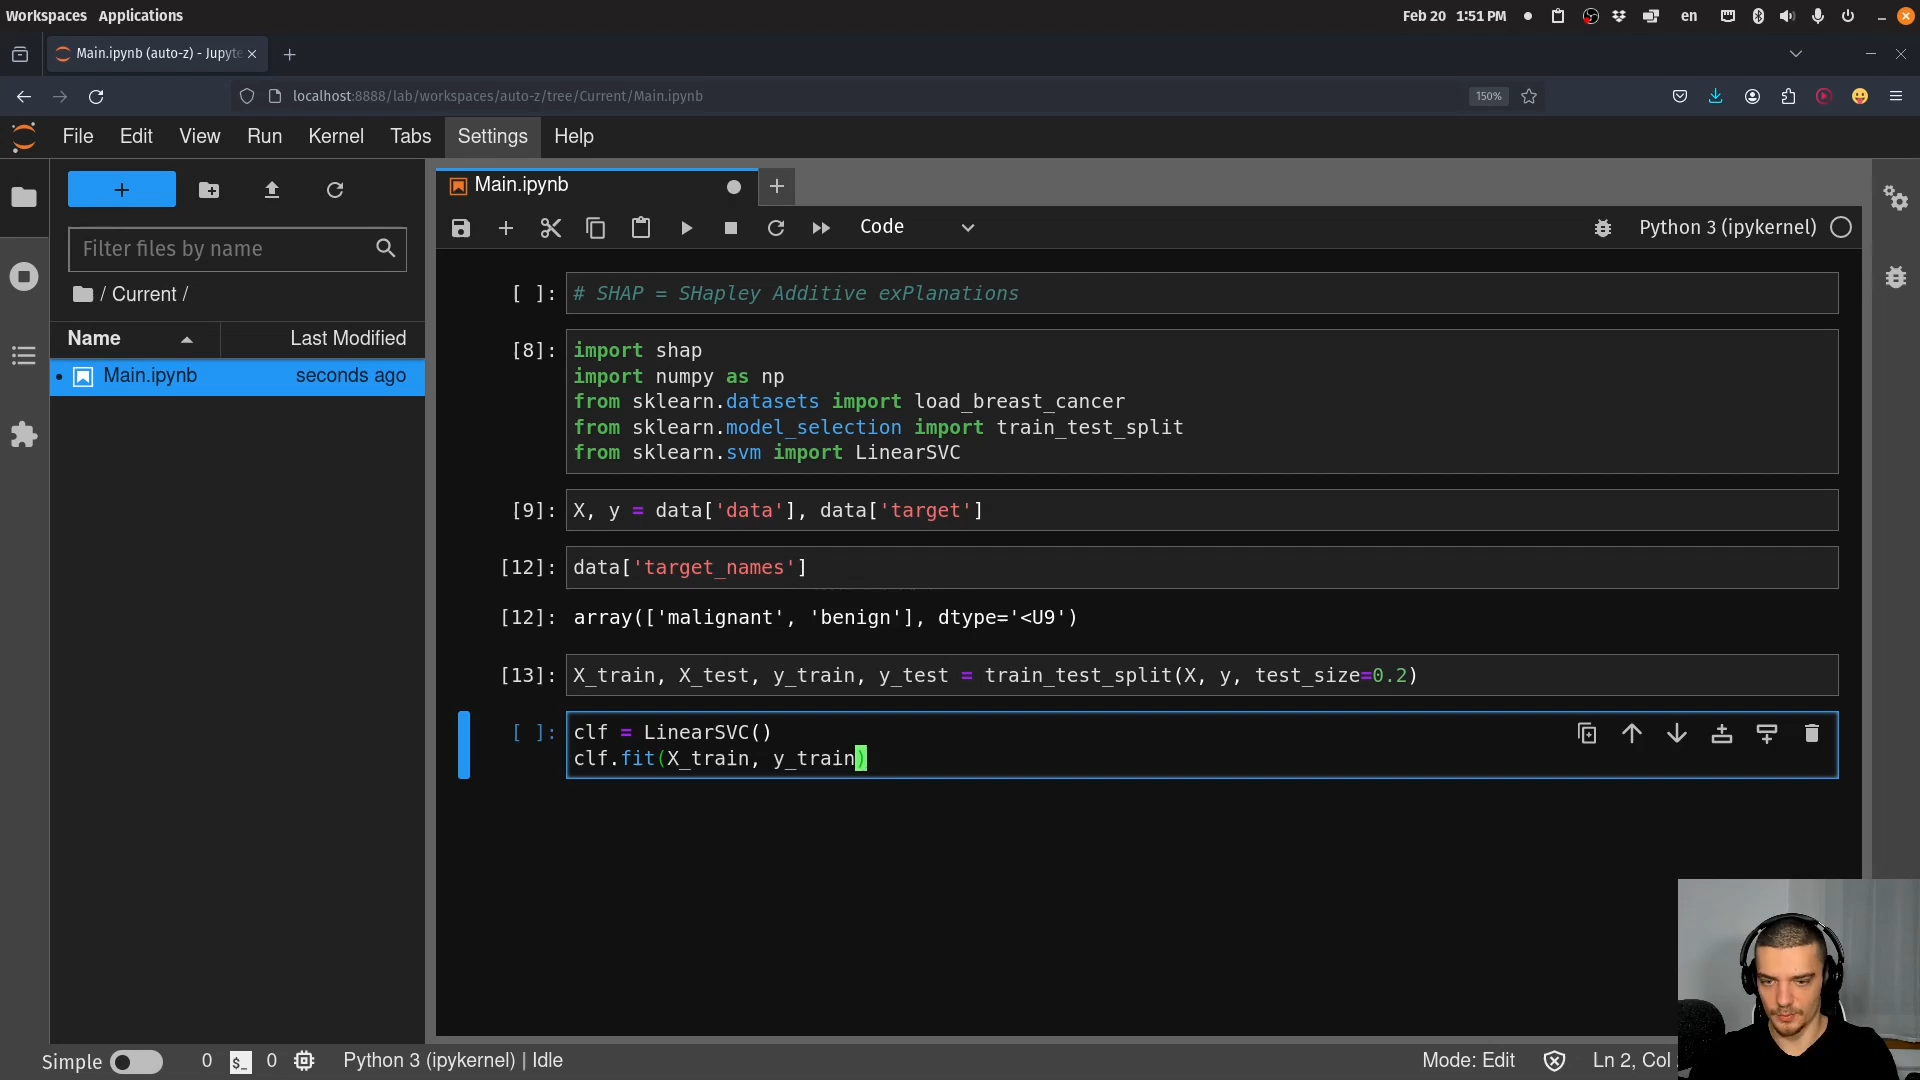 Workspaces Applications
Feb 20 1:51 PM
en
Main.ipynb (auto-z) - Jupyte
localhost:8888/lab/workspaces/auto-z/tree/Current/Main.ipynb
150%
File Edit View Run Kernel Tabs Settings Help
Main.ipynb
Code
Python 3 (ipykernel)
Filter files by name
/ Current /
Name
Last Modified
Main.ipynb
seconds ago
[ ]: # SHAP = SHapley Additive exPlanations
[8]: import shap
import numpy as np
from sklearn.datasets import load_breast_cancer
from sklearn.model_selection import train_test_split
from sklearn.svm import LinearSVC
[9]: X, y = data['data'], data['target']
[12]: data['target_names']
[12]: array(['malignant', 'benign'], dtype='<U9')
[13]: X_train, X_test, y_train, y_test = train_test_split(X, y, test_size=0.2)
[ ]: clf = LinearSVC()
clf.fit(X_train, y_train)
Simple
0
$_
0
Python 3 (ipykernel) | Idle
Mode: Edit
Ln 2, Col